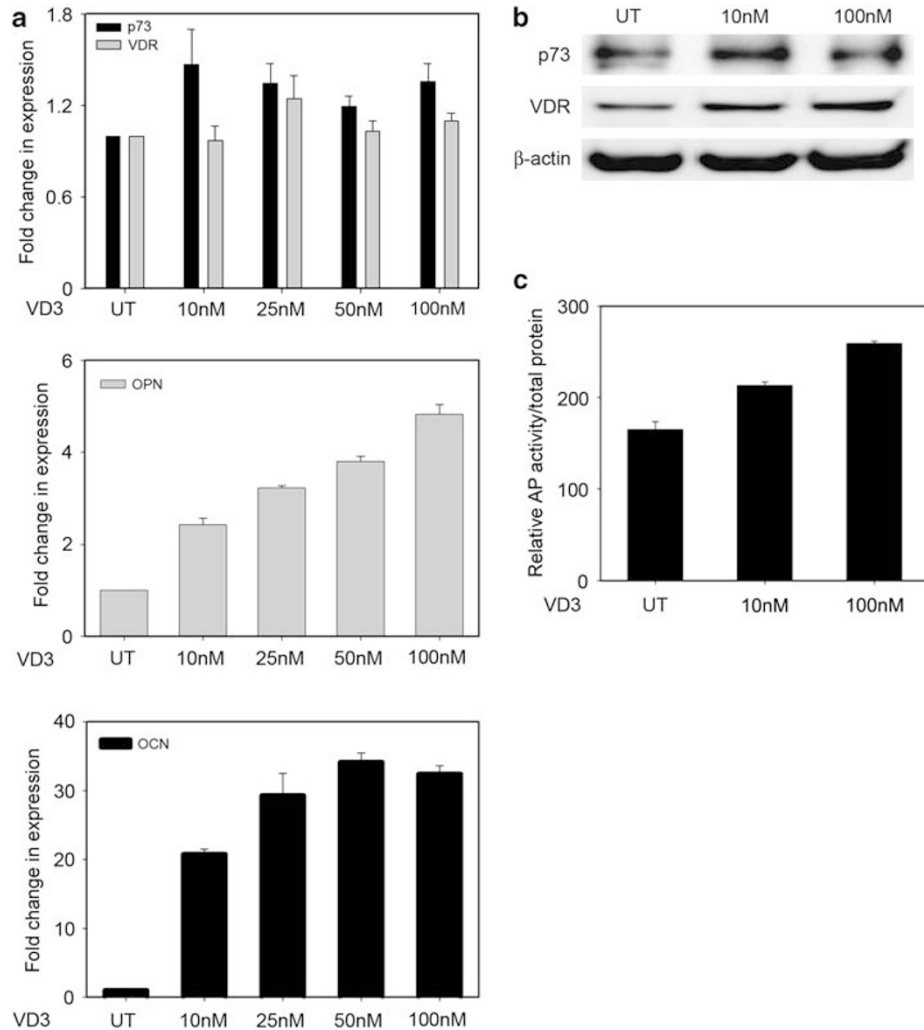 a
Fold change in expression
1.8
1.2
0.6
0
p73
VDR
VD3 UT 10nM 25nM 50nM 100nM
Fold change in expression
6
4
2
0
OPN
VD3 UT 10nM 25nM 50nM 100nM
Fold change in expression
40
30
20
10
0
OCN
VD3 UT 10nM 25nM 50nM 100nM
b
UT 10nM 100nM
p73
VDR
β-actin
c
Relative AP activity/total protein
300
200
100
0
VD3 UT 10nM 100nM